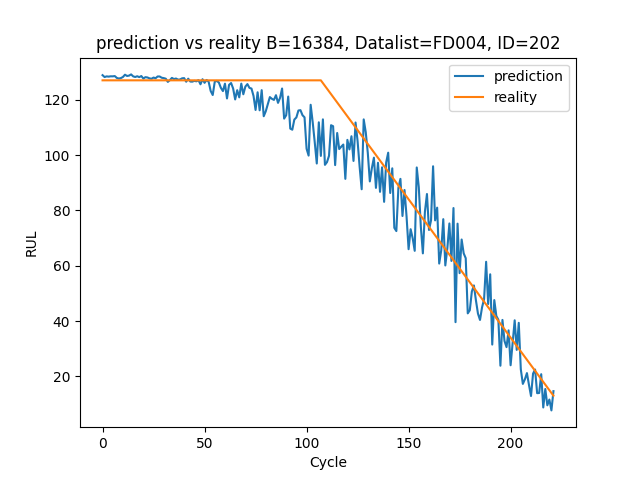 prediction vs reality B=16384, Datalist=FD004, ID=202
prediction
reality
RUL
120
100
80
60
40
20
0 50 100 150 200
Cycle